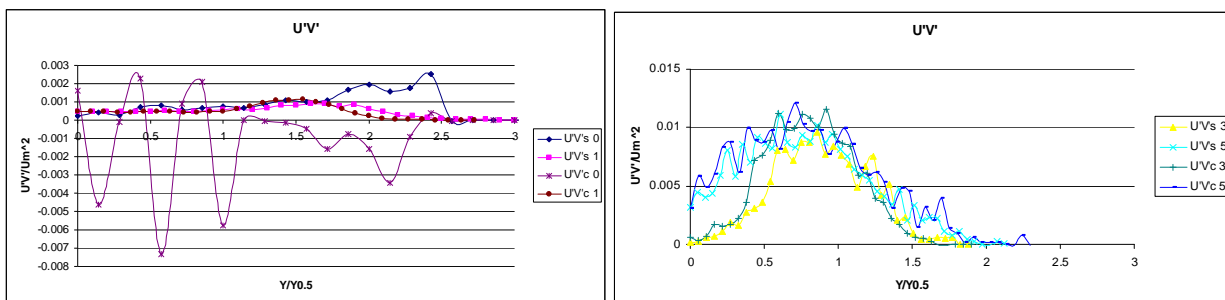 U'V'
U'V'/Um^2
0.003
0.002
0.001
0.000
-0.001
-0.002
-0.003
-0.004
-0.005
-0.006
-0.007
-0.008
0 0.5 1 1.5 2 2.5 3
Y/Y0.5
U'V's 0
U'V's 1
U'V'c 0
U'V'c 1
U'V'
U'V'/Um^2
0.015
0.01
0.005
0
0 0.5 1 1.5 2 2.5 3
Y/Y0.5
U'V's 3
U'V's 5
U'V'c 3
U'V'c 5